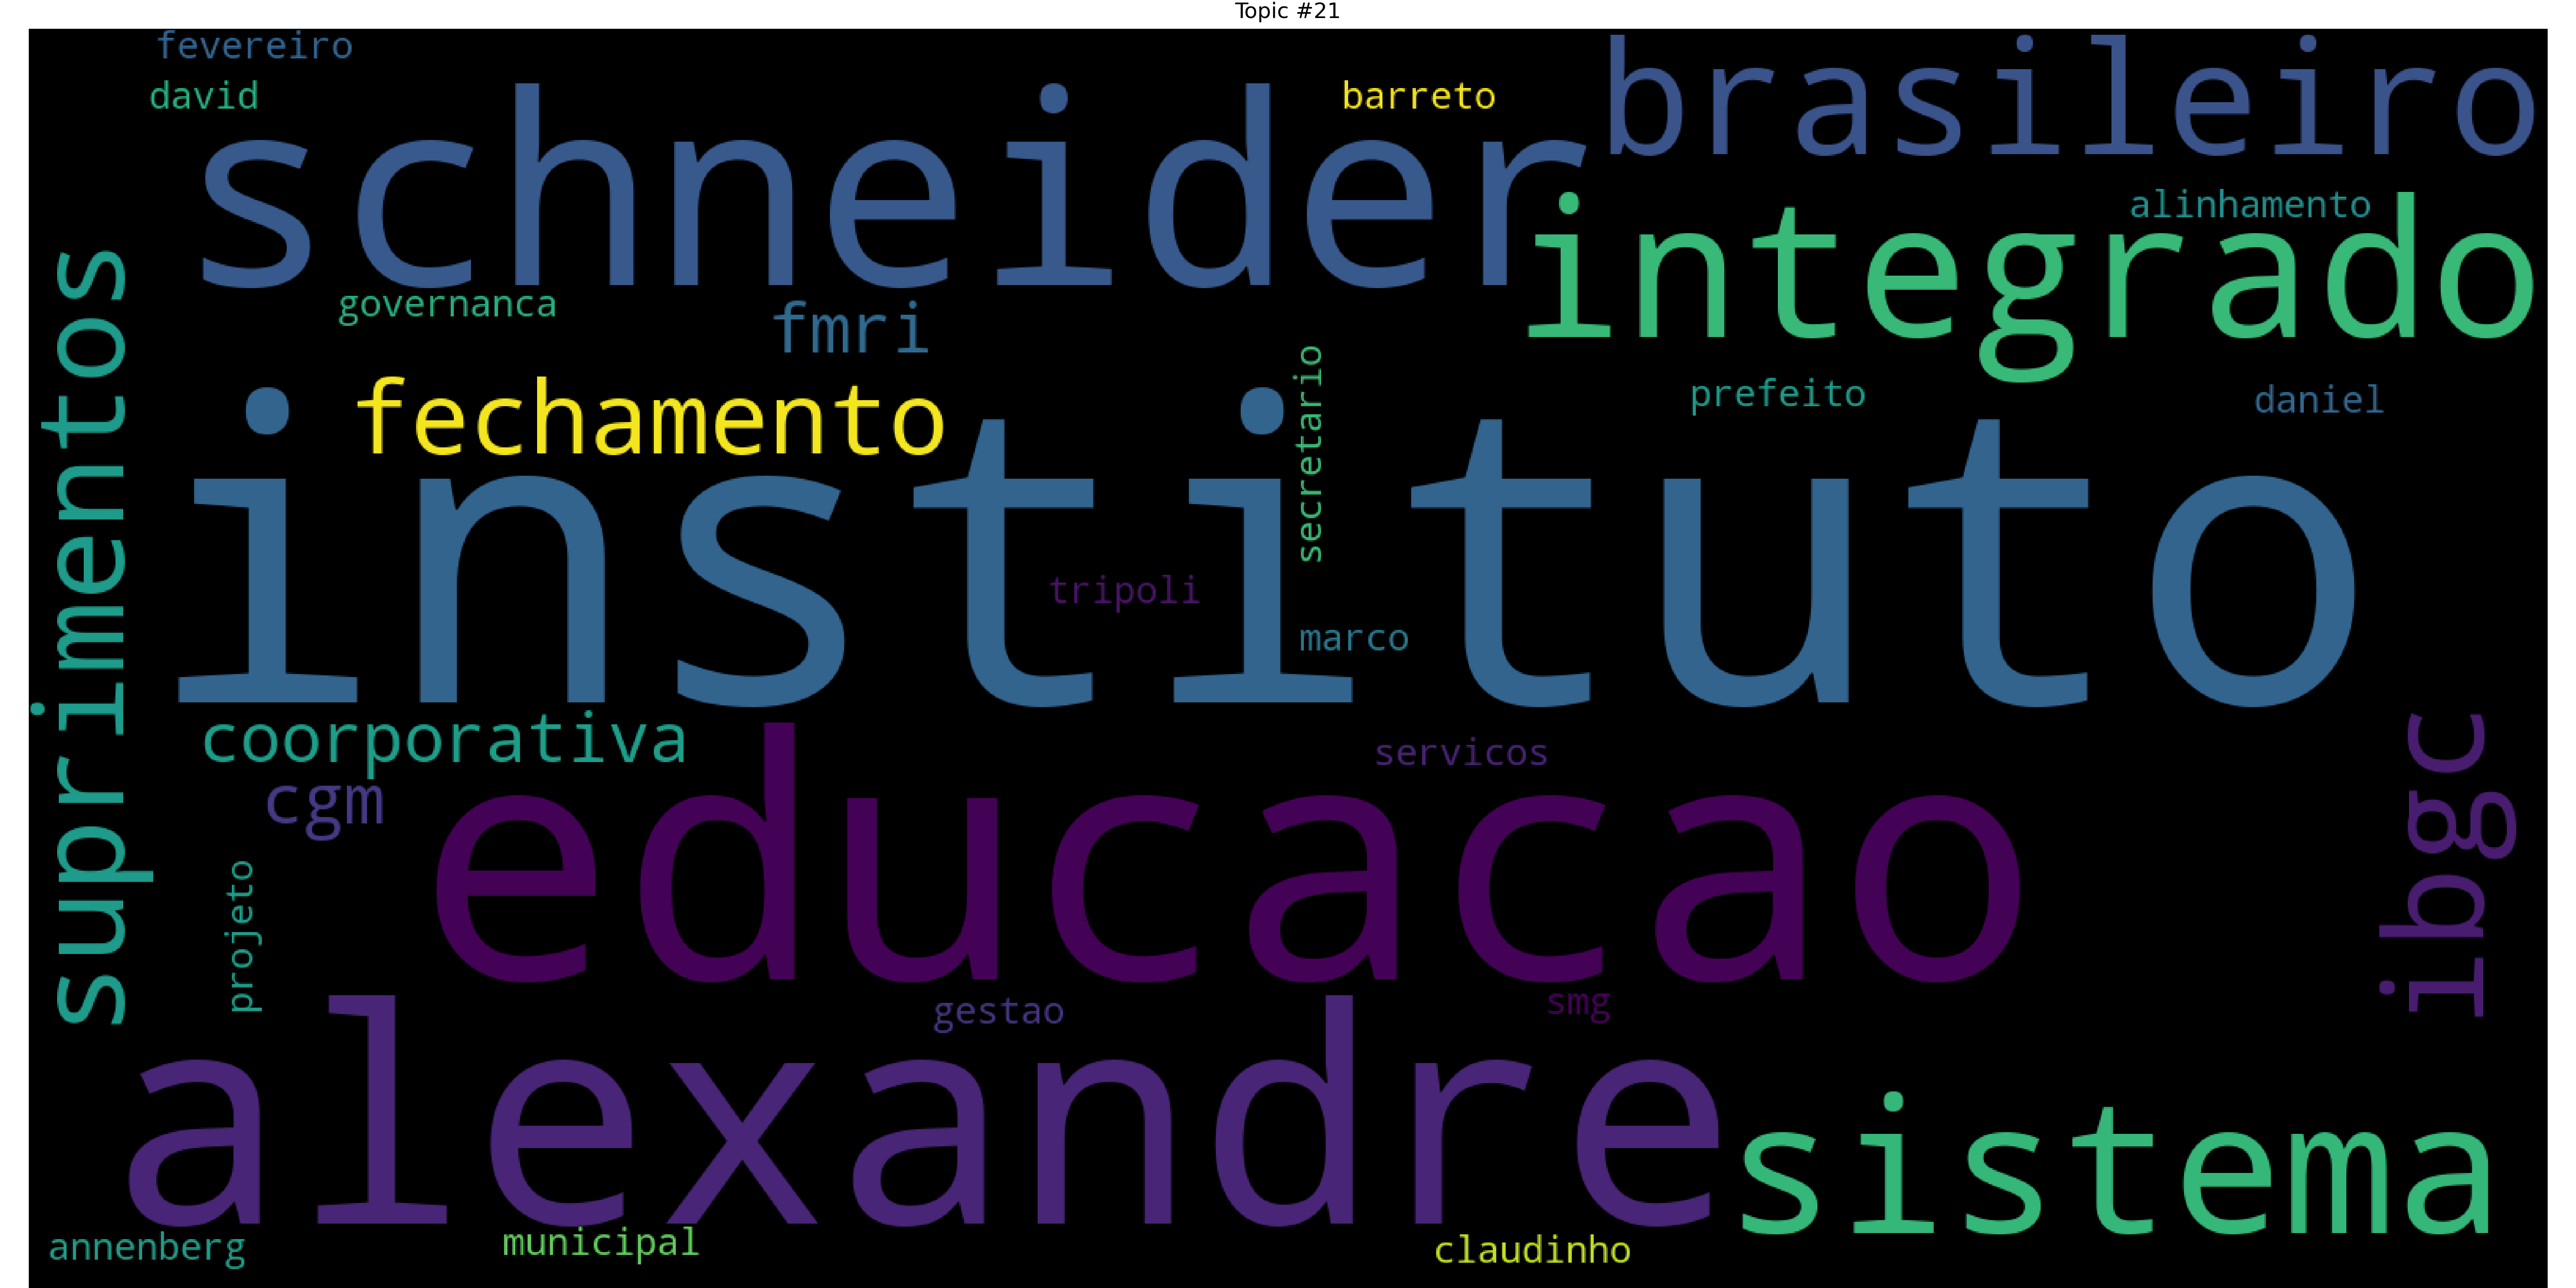 Topic #21
fevereiro
david
schneider
barreto
brasileiro
alinhamento
integrado
governanca
fmri
suprimentos
fechamento
secretario
prefeito
daniel
instituto
tripoli
marco
coorporativa
servicos
cgm
educacao
ibgc
projeto
gestao
smg
alexandre
sistema
annenberg
municipal
claudinho